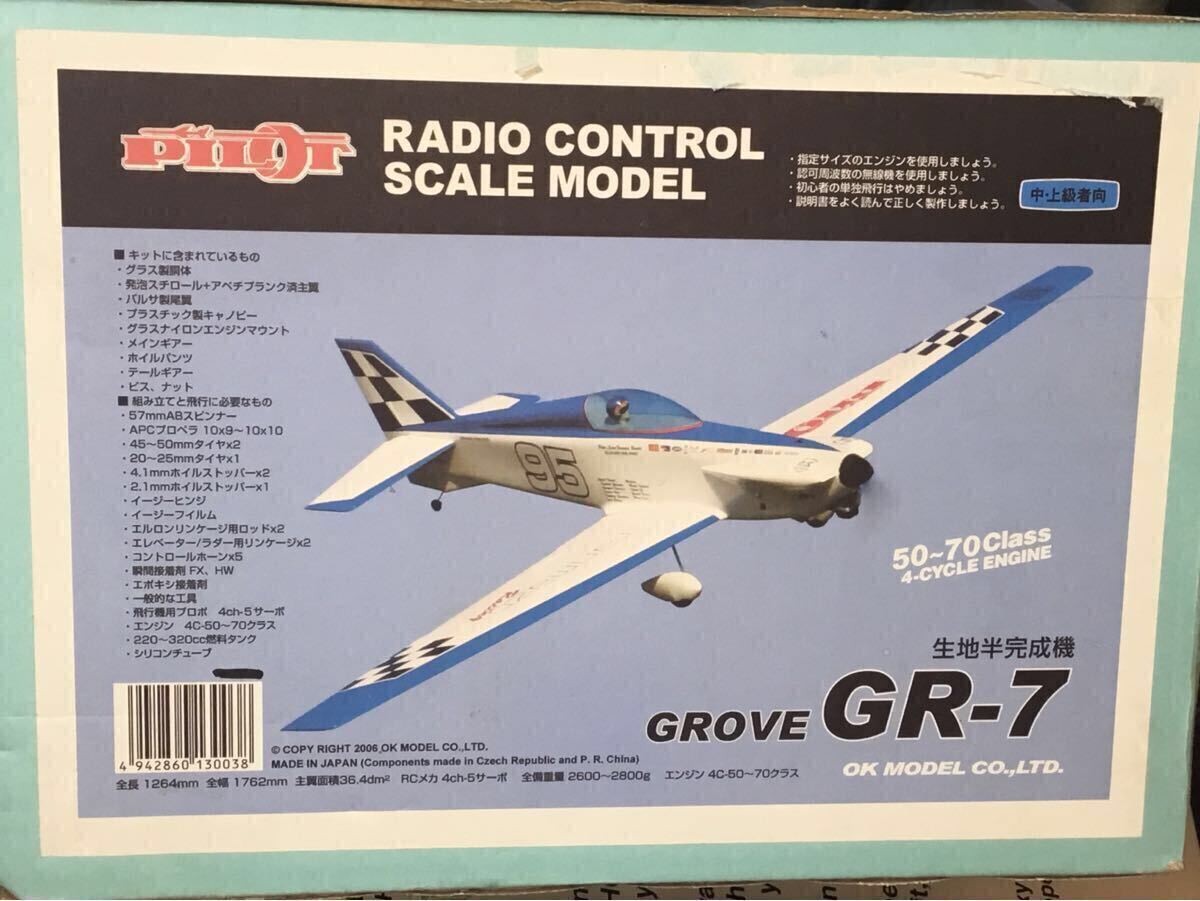 PILOT
RADIO CONTROL
SCALE MODEL
・指定サイズのエンジンを使用しましょう。
・認可周波数の無線機を使用しましょう。
・初心者の単独飛行はやめましょう。
・説明書をよく読んで正しく製作しましょう。
中・上級者向
■ キットに含まれているもの
・グラス製胴体
・発泡スチロール+アベチプランク済主翼
・バルサ製尾翼
・プラスチック製キャノピー
・グラスナイロンエンジンマウント
・メインギアー
・ホイルパンツ
・テールギアー
・ビス、ナット
■ 組み立てと飛行に必要なもの
・57mmABスピンナー
・APCプロペラ 10x9〜10x10
・45〜50mmタイヤx2
・20〜25mmタイヤx1
・4.1mmホイルストッパーx2
・2.1mmホイルストッパーx1
・イージーヒンジ
・イージーフイルム
・エルロンリンケージ用ロッドx2
・エレベーター/ラダー用リンケージx2
・コントロールホーンx5
・瞬間接着剤 FX、HW
・エポキシ接着剤
・一般的な工具
・飛行機用プロポ 4ch-5サーボ
・エンジン 4C-50〜70クラス
・220〜320cc燃料タンク
・シリコンチューブ
95
50~70Class
4-CYCLE ENGINE
生地半完成機
GROVE GR-7
OK MODEL CO.,LTD.
4 942860 130038
© COPY RIGHT 2006,OK MODEL CO.,LTD.
MADE IN JAPAN (Components made in Czech Republic and P. R. China)
全長 1264mm 全幅 1762mm 主翼面積36.4dm² RCメカ 4ch-5サーボ 全備重量 2600〜2800g エンジン 4C-50〜70クラス